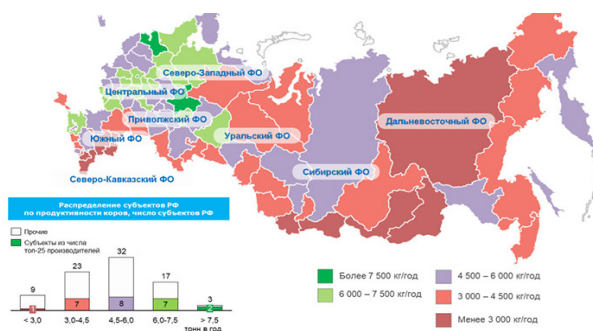 Северо-Западный ФО
Центральный ФО
Приволжский ФО
Южный ФО
Уральский ФО
Дальневосточный ФО
Сибирский ФО
Северо-Кавказский ФО
Распределение субъектов РФ
по продуктивности коров, число субъектов РФ
Прочие
Субъекты из числа
топ-25 производителей
9
23
32
17
3
1
7
8
7
2
< 3,0
3,0-4,5
4,5-6,0
6,0-7,5
> 7,5
тонн в год
Более 7 500 кг/год
6 000 – 7 500 кг/год
4 500 – 6 000 кг/год
3 000 – 4 500 кг/год
Менее 3 000 кг/год